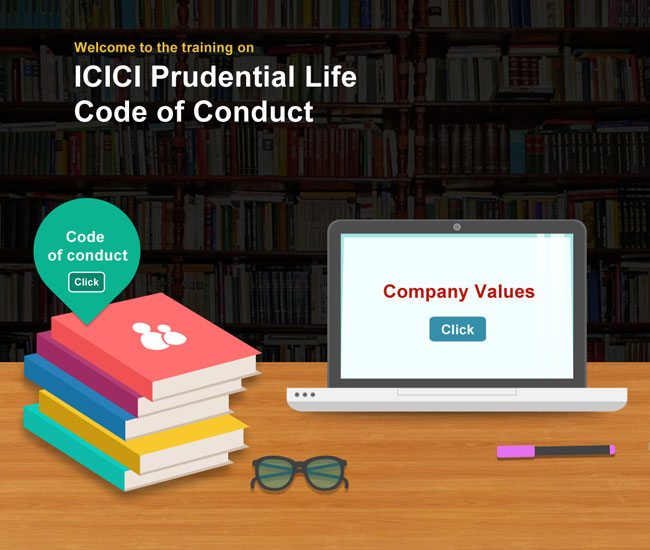 Welcome to the training on
ICICI Prudential Life
Code of Conduct
Code
of conduct
Click
Company Values
Click